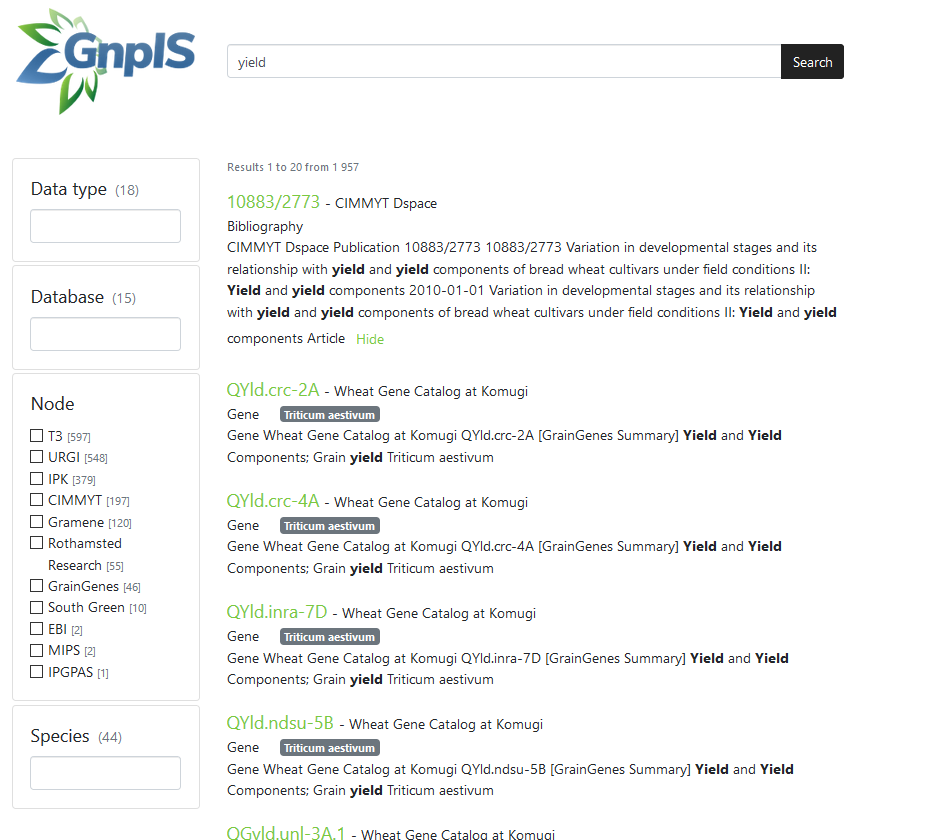 GnpIS
yield
Search
Data type (18)
Database (15)
Node
T3 [597]
URGI [548]
IPK [379]
CIMMYT [197]
Gramene [120]
Rothamsted
Research [55]
GrainGenes [46]
South Green [10]
EBI [2]
MIPS [2]
IPGPAS [1]
Species (44)
Results 1 to 20 from 1 957
10883/2773 - CIMMYT Dspace
Bibliography
CIMMYT Dspace Publication 10883/2773 10883/2773 Variation in developmental stages and its
relationship with yield and yield components of bread wheat cultivars under field conditions II:
Yield and yield components 2010-01-01 Variation in developmental stages and its relationship
with yield and yield components of bread wheat cultivars under field conditions II: Yield and yield
components Article Hide
QYld.crc-2A - Wheat Gene Catalog at Komugi
Gene Triticum aestivum
Gene Wheat Gene Catalog at Komugi QYld.crc-2A [GrainGenes Summary] Yield and Yield
Components; Grain yield Triticum aestivum
QYld.crc-4A - Wheat Gene Catalog at Komugi
Gene Triticum aestivum
Gene Wheat Gene Catalog at Komugi QYld.crc-4A [GrainGenes Summary] Yield and Yield
Components; Grain yield Triticum aestivum
QYld.inra-7D - Wheat Gene Catalog at Komugi
Gene Triticum aestivum
Gene Wheat Gene Catalog at Komugi QYld.inra-7D [GrainGenes Summary] Yield and Yield
Components; Grain yield Triticum aestivum
QYld.ndsu-5B - Wheat Gene Catalog at Komugi
Gene Triticum aestivum
Gene Wheat Gene Catalog at Komugi QYld.ndsu-5B [GrainGenes Summary] Yield and Yield
Components; Grain yield Triticum aestivum
QGyld.unl-3A.1 - Wheat Gene Catalog at Komugi